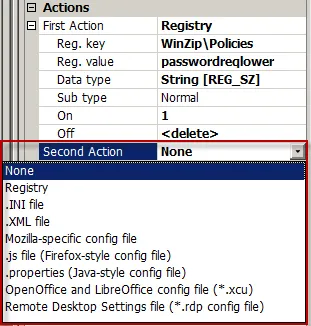 Actions
First Action Registry
Reg. key WinZip\Policies
Reg. value passwordreqlower
Data type String [REG_SZ]
Sub type Normal
On 1
Off <delete>
Second Action None
None
Registry
.INI file
.XML file
Mozilla-specific config file
.js file (Firefox-style config file)
.properties (Java-style config file)
OpenOffice and LibreOffice config file (*.xcu)
Remote Desktop Settings file (*.rdp config file)